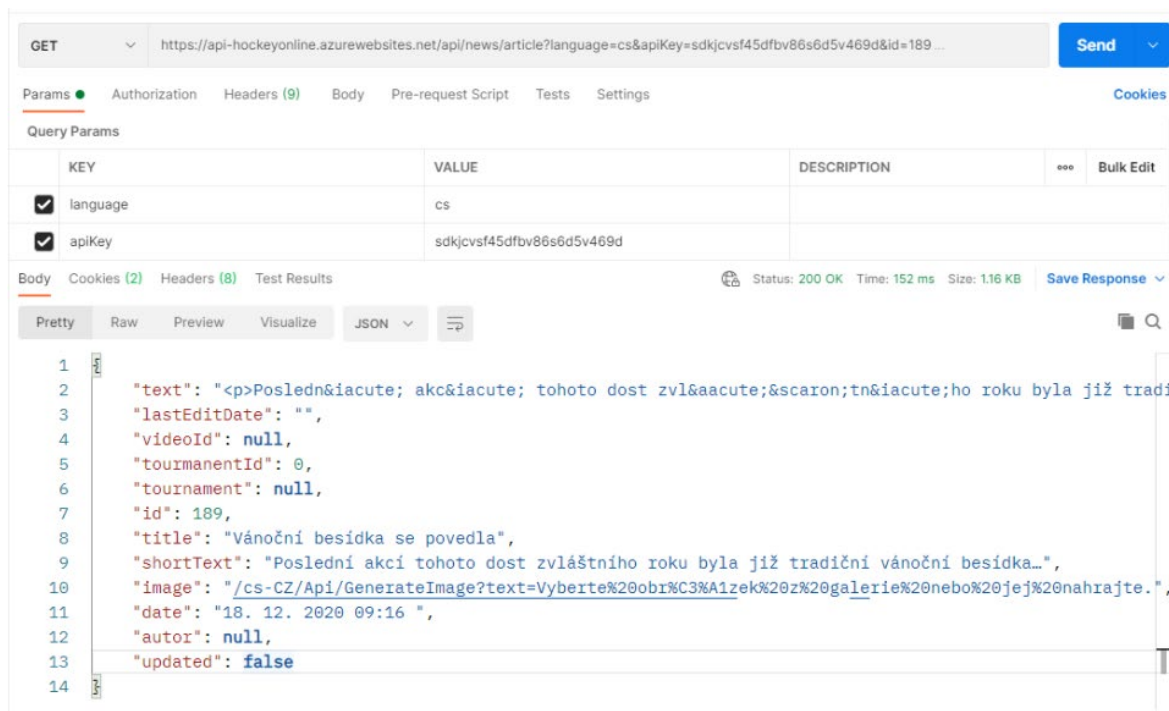 GET https://api-hockeyonline.azurewebsites.net/api/news/article?language=cs&apiKey=sdkjcvsf45dfbv86s6d5v469d&id=189 ... Send
Params Authorization Headers (9) Body Pre-request Script Tests Settings Cookies
Query Params
KEY VALUE DESCRIPTION ooo Bulk Edit
language cs
apiKey sdkjcvsf45dfbv86s6d5v469d
Body Cookies (2) Headers (8) Test Results Status: 200 OK Time: 152 ms Size: 1.16 KB Save Response
Pretty Raw Preview Visualize JSON
1 {
2 "text": "<p>Posledn&iacute; akc&iacute; tohoto dost zvl&aacute;&scaron;tn&iacute;ho roku byla již tradi
3 "lastEditDate": "",
4 "videoId": null,
5 "tourmanentId": 0,
6 "tournament": null,
7 "id": 189,
8 "title": "Vánoční besídka se povedla",
9 "shortText": "Poslední akcí tohoto dost zvláštního roku byla již tradiční vánoční besídka…",
10 "image": "/cs-CZ/Api/GenerateImage?text=Vyberte%20obr%C3%A1zek%20z%20galerie%20nebo%20jej%20nahrajte.",
11 "date": "18. 12. 2020 09:16 ",
12 "autor": null,
13 "updated": false
14 }